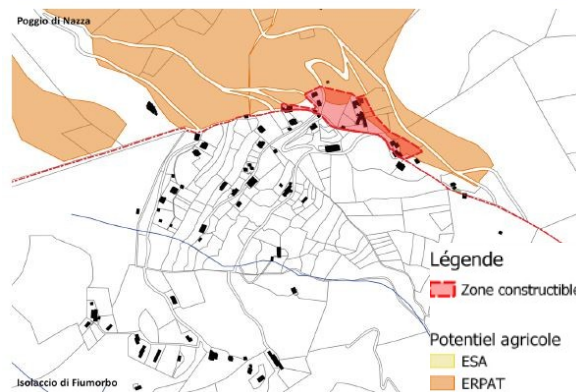 Poggio di Nazza
Légende
Zone constructible
Potentiel agricole
ESA
ERPAT
Isolaccio di Fiumorbo